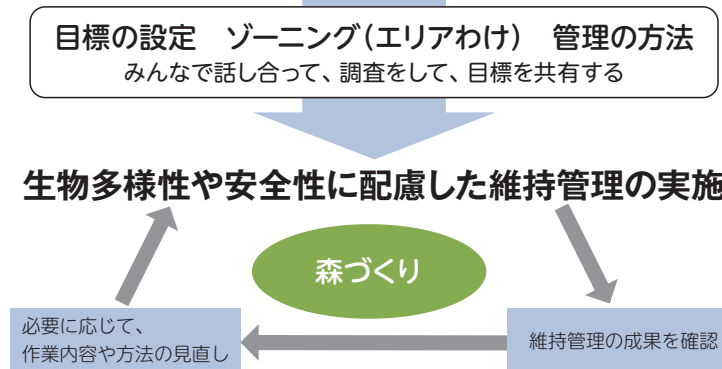 目標の設定　ゾーニング（エリアわけ）　管理の方法
みんなで話し合って、調査をして、目標を共有する
生物多様性や安全性に配慮した維持管理の実施
森づくり
必要に応じて、
作業内容や方法の見直し
維持管理の成果を確認